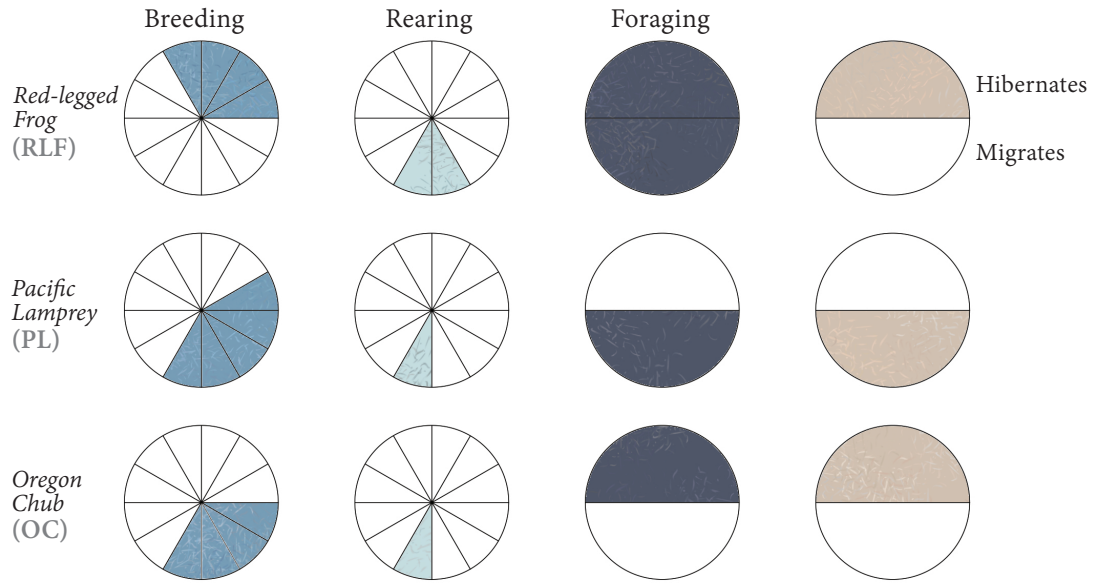 Breeding
Rearing
Foraging
Red-legged
Frog
(RLF)
Hibernates
Migrates
Pacific
Lamprey
(PL)
Oregon
Chub
(OC)